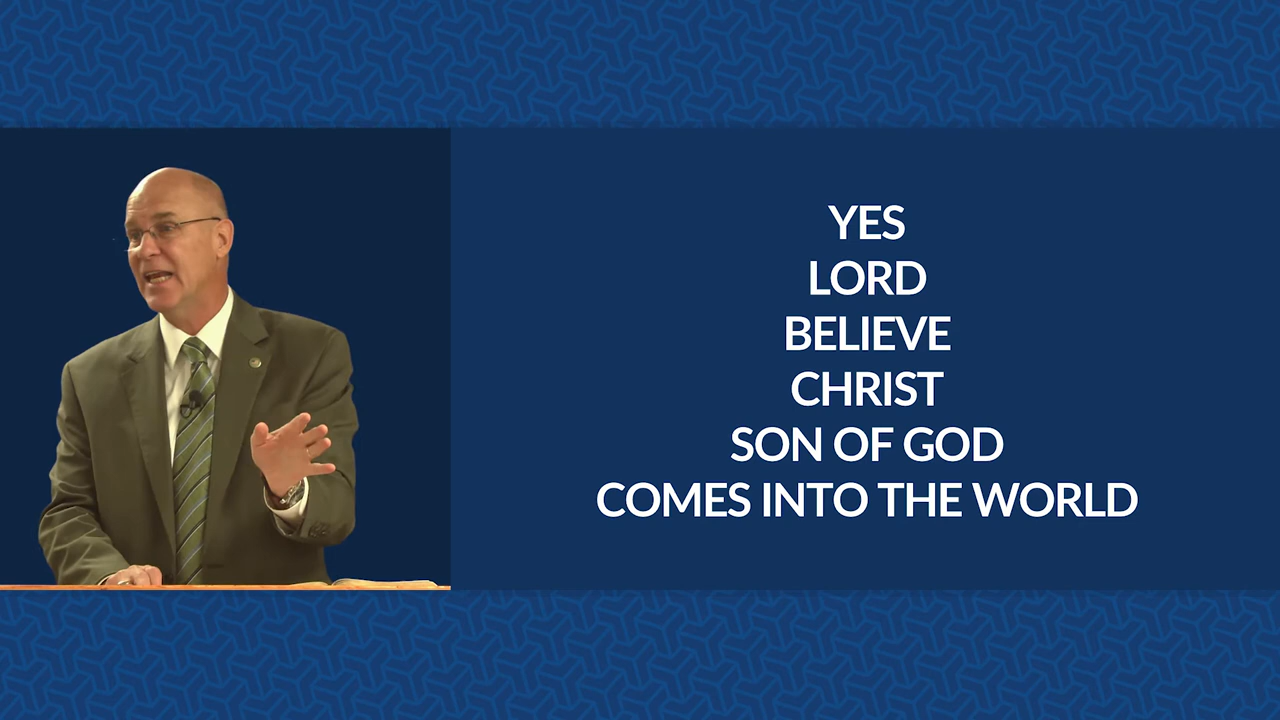 YES
LORD
BELIEVE
CHRIST
SON OF GOD
COMES INTO THE WORLD